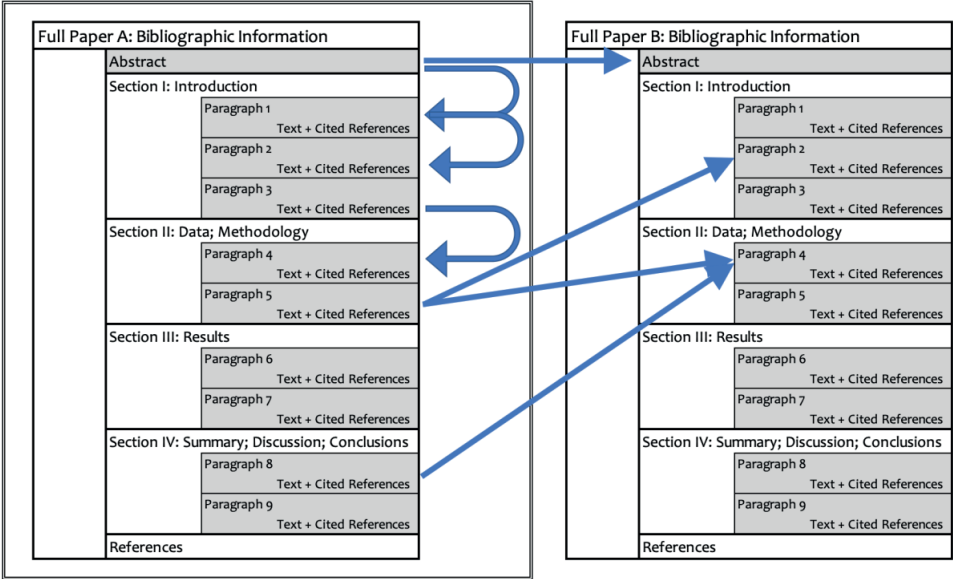 Full Paper A: Bibliographic Information
Abstract
Section I: Introduction
Paragraph 1
Text + Cited References
Paragraph 2
Text + Cited References
Paragraph 3
Text + Cited References
Section II: Data; Methodology
Paragraph 4
Text + Cited References
Paragraph 5
Text + Cited References
Section III: Results
Paragraph 6
Text + Cited References
Paragraph 7
Text + Cited References
Section IV: Summary; Discussion; Conclusions
Paragraph 8
Text + Cited References
Paragraph 9
Text + Cited References
References
Full Paper B: Bibliographic Information
Abstract
Section I: Introduction
Paragraph 1
Text + Cited References
Paragraph 2
Text + Cited References
Paragraph 3
Text + Cited References
Section II: Data; Methodology
Paragraph 4
Text + Cited References
Paragraph 5
Text + Cited References
Section III: Results
Paragraph 6
Text + Cited References
Paragraph 7
Text + Cited References
Section IV: Summary; Discussion; Conclusions
Paragraph 8
Text + Cited References
Paragraph 9
Text + Cited References
References